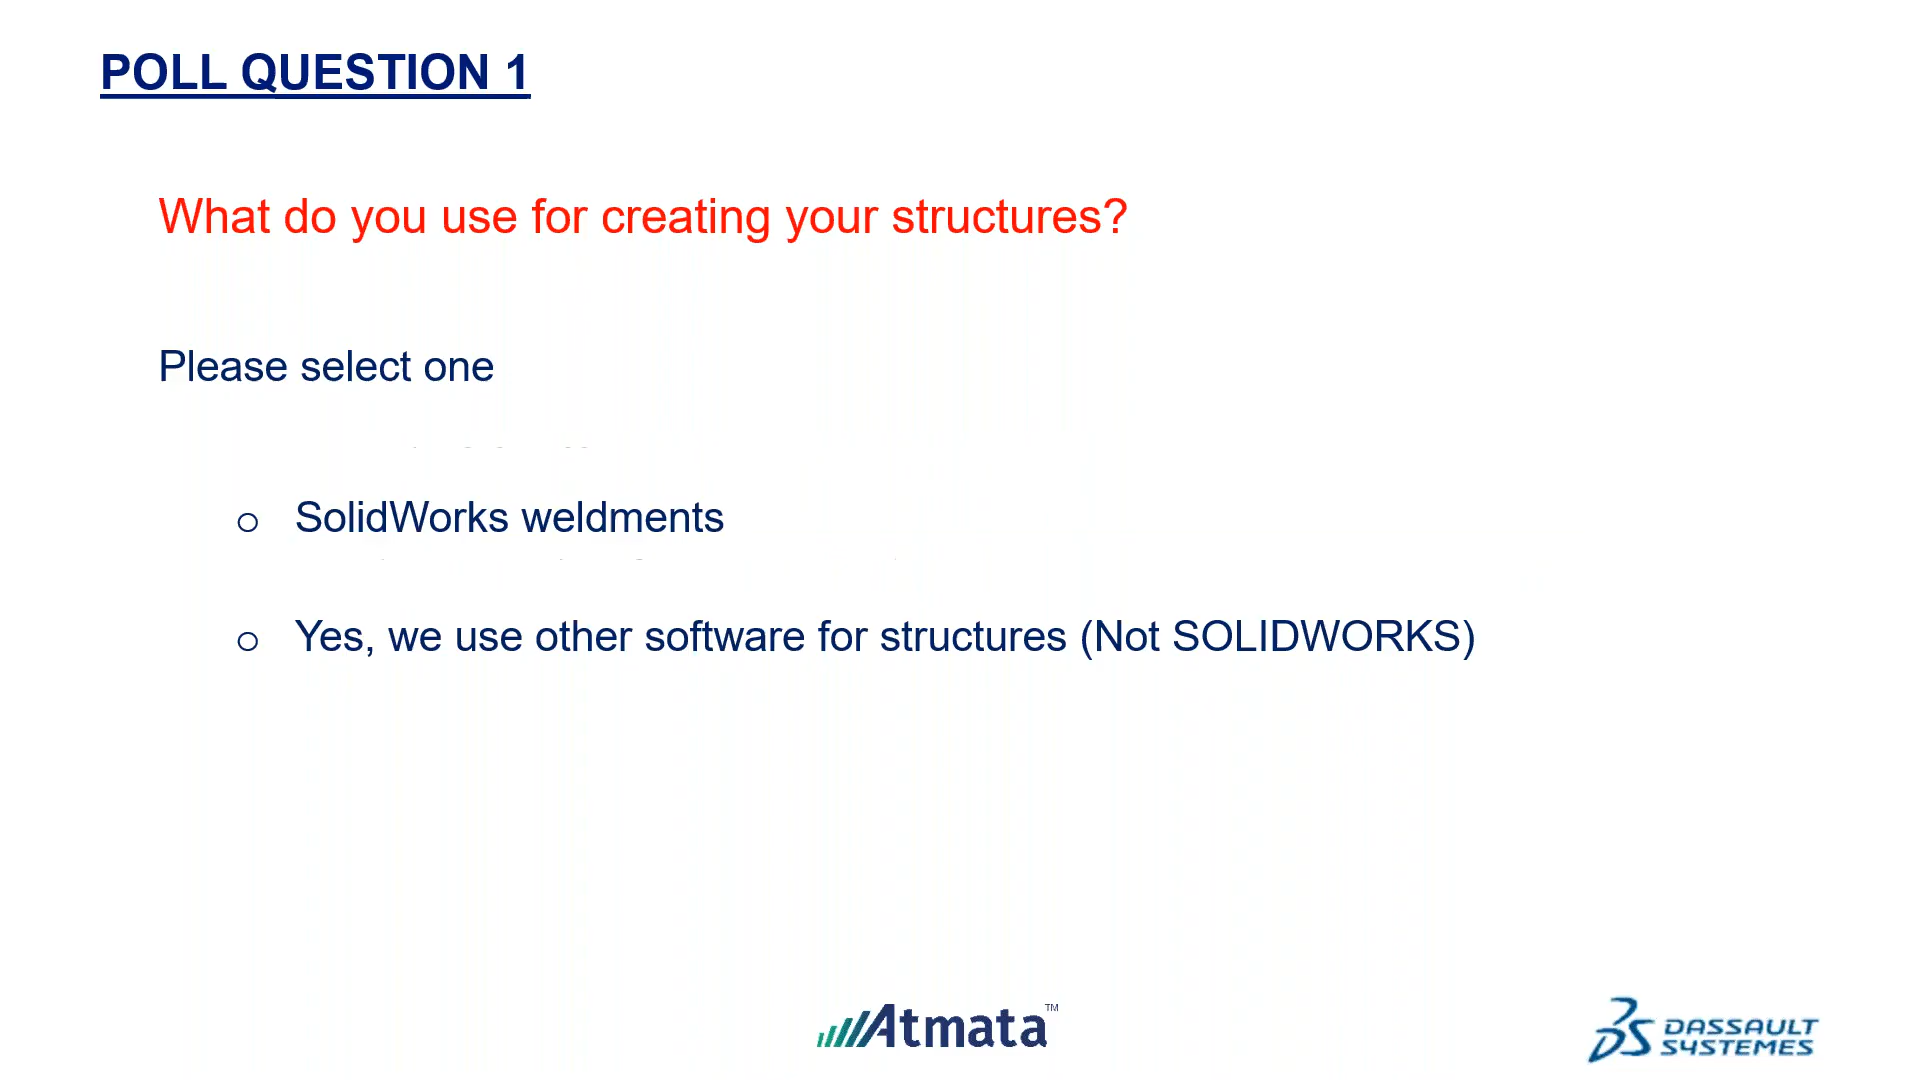 POLL QUESTION 1
What do you use for creating your structures?
Please select one
SolidWorks weldments
Yes, we use other software for structures (Not SOLIDWORKS)
Atmata™
DASSAULT
SYSTEMES